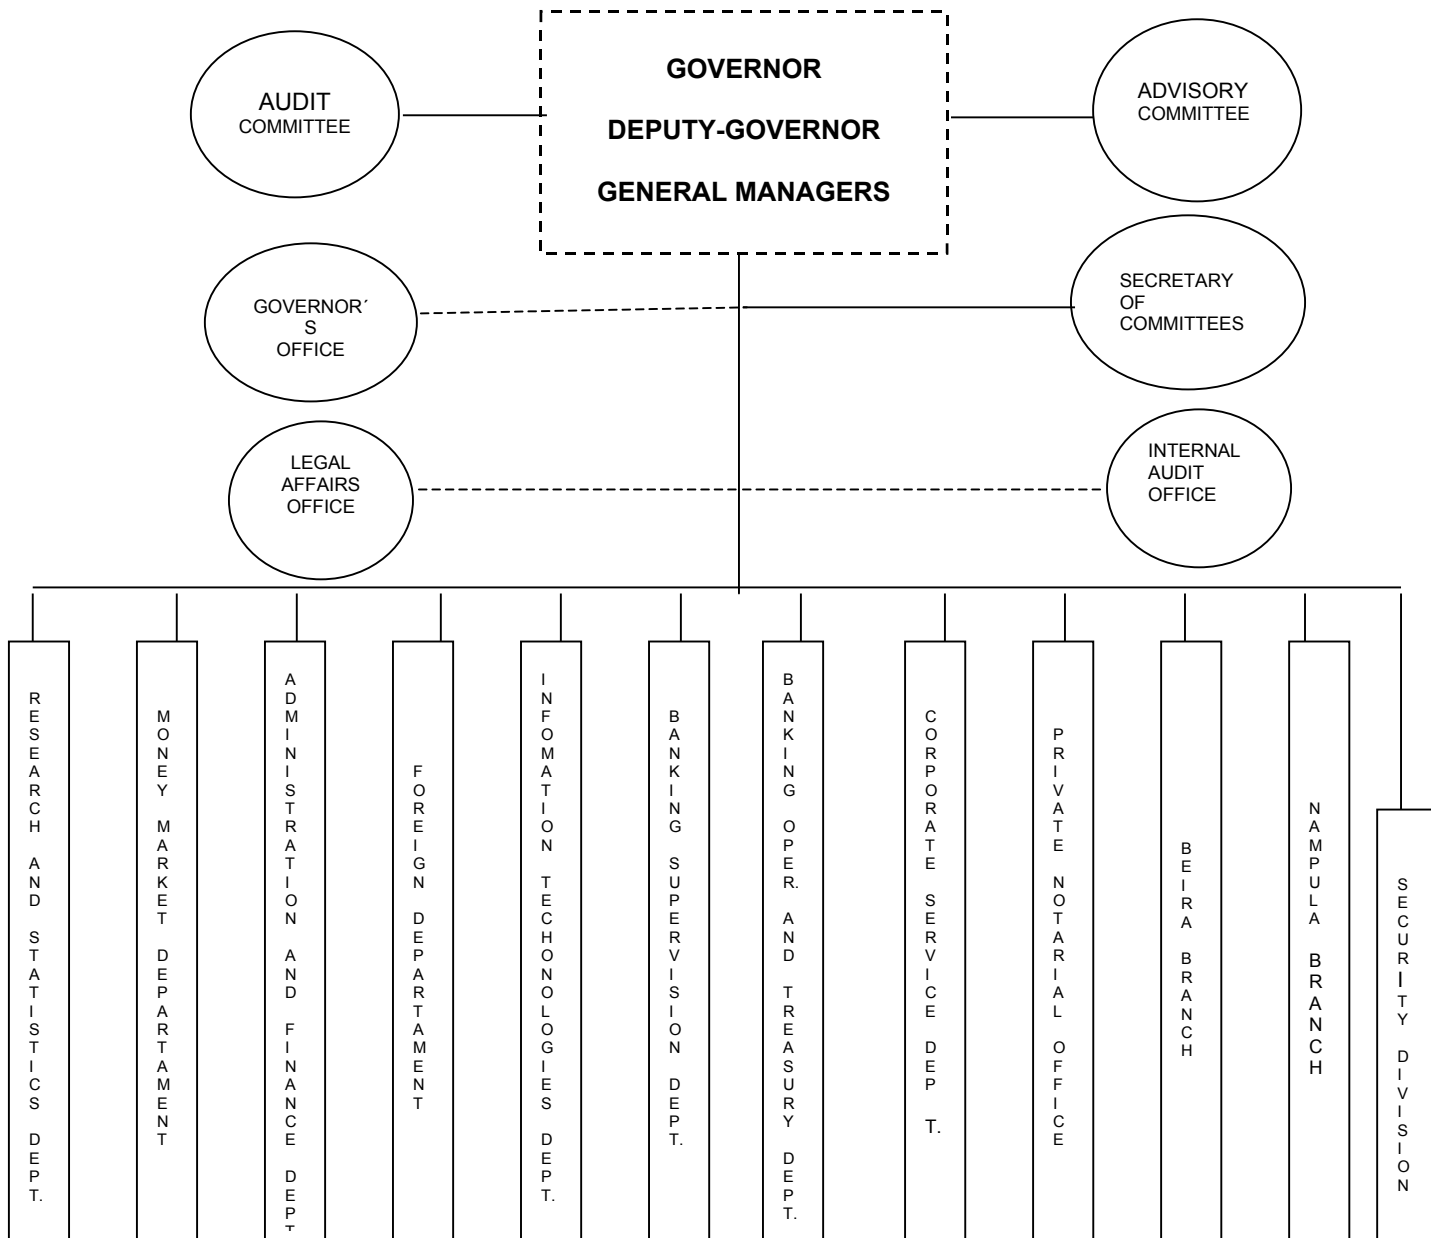 GOVERNOR
DEPUTY-GOVERNOR
GENERAL MANAGERS
AUDIT
COMMITTEE
ADVISORY
COMMITTEE
GOVERNOR´
S
OFFICE
SECRETARY
OF
COMMITTEES
LEGAL
AFFAIRS
OFFICE
INTERNAL
AUDIT
OFFICE
RESEARCH AND STATISTICS DEPT.
MONEY MARKET DEPARTAMENT
ADMINISTRATION AND FINANCE DEPT
FOREIGN DEPARTAMENT
INFOMATION TECHONOLOGIES DEPT.
BANKING SUPERVISION DEPT.
BANKING OPER. AND TREASURY DEPT.
CORPORATE SERVICE DEP T.
PRIVATE NOTARIAL OFFICE
BEIRA BRANCH
NAMPULA BRANCH
SECURITY DIVISION